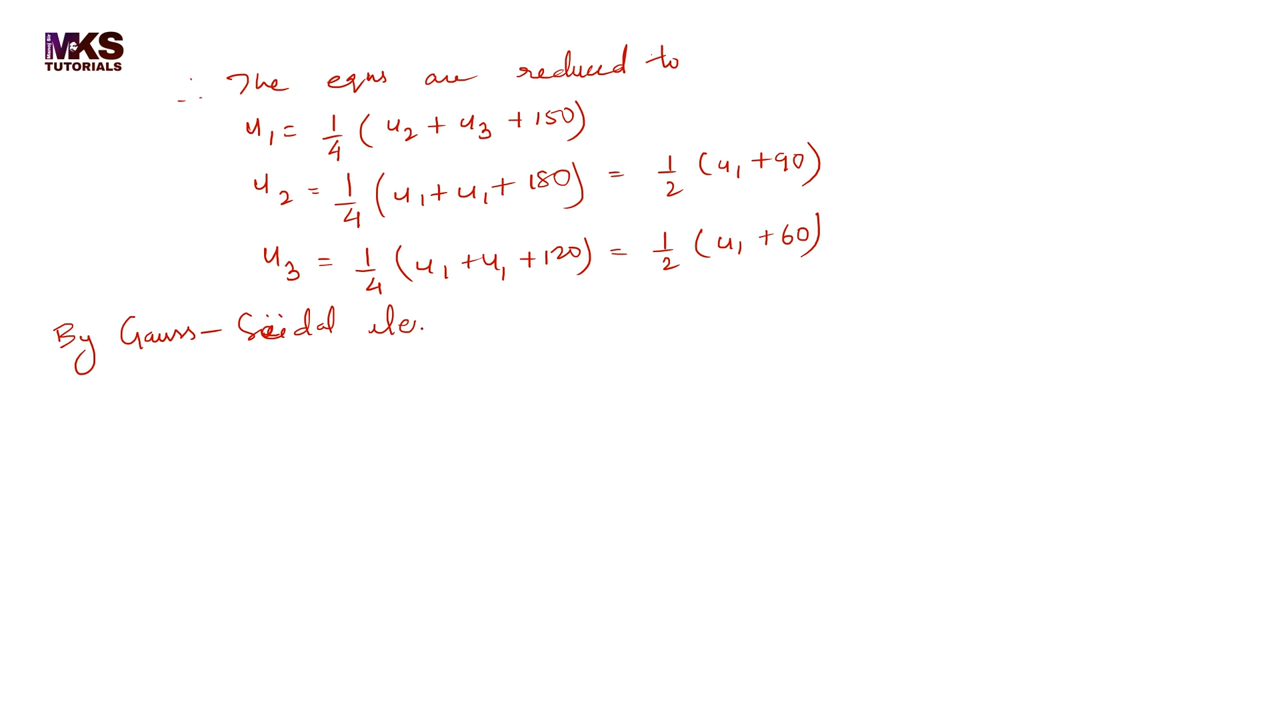 MKS
TUTORIALS
∴ The eqns are reduced to
u₁ = 1/4 (u₂ + u₃ + 150)
u₂ = 1/4 (u₁ + u₁ + 180) = 1/2 (u₁ + 90)
u₃ = 1/4 (u₁ + u₁ + 120) = 1/2 (u₁ + 60)
By Gauss – Seidal